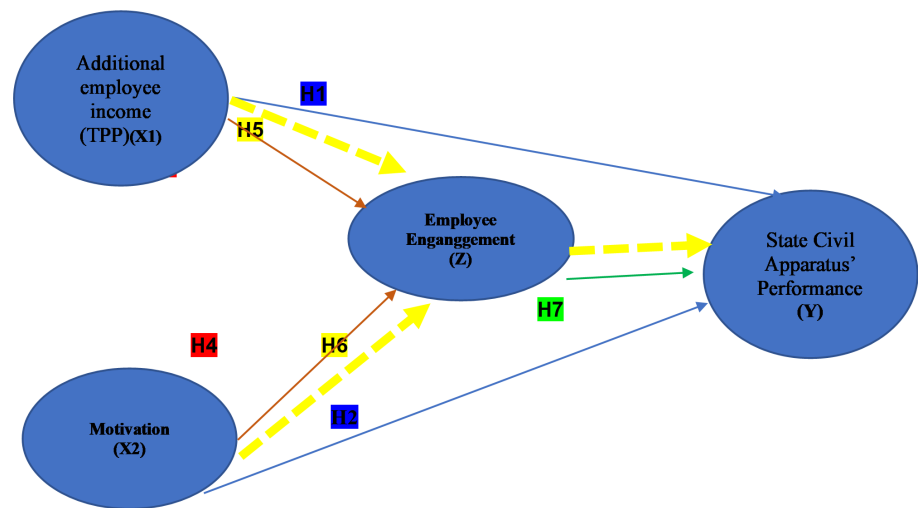 Additional
employee
income
(TPP)(X1)
H1
H5
Employee
Enganggement
(Z)
State Civil
Apparatus’
Performance
(Y)
H7
H4
H6
H2
Motivation
(X2)